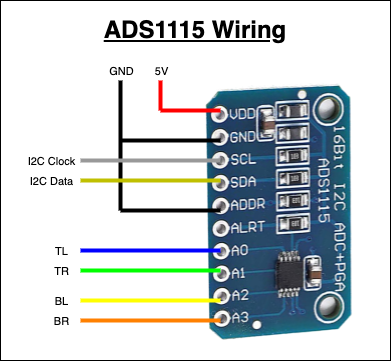 ADS1115 Wiring
GND 5V
VDD
GND
I2C Clock SCL
I2C Data SDA
ADDR
ALRT
TL A0
TR A1
BL A2
BR A3
16Bit I2C ADC+PGA
ADS1115